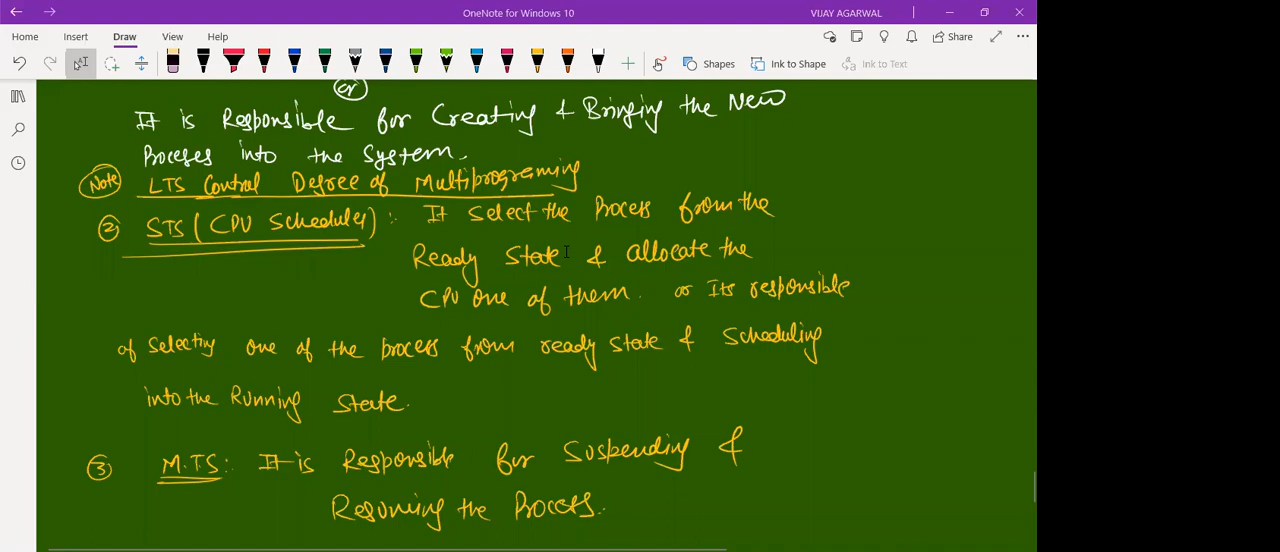 OneNote for Windows 10
VIJAY AGARWAL
Home Insert Draw View Help
Share
Shapes Ink to Shape Ink to Text
or
It is Responsible for Creating & Bringing the New
Proceses into the System.
Note LTS Control Degree of Multiprograming
② STS (CPU Scheduler) :- It select the Process from the
Ready State & allocate the
CPU one of them. or Its responsible
of selecting one of the process from ready state & Scheduling
into the Running State.
③ M.T.S:- It is Responsible for Suspending &
Resuming the Process.